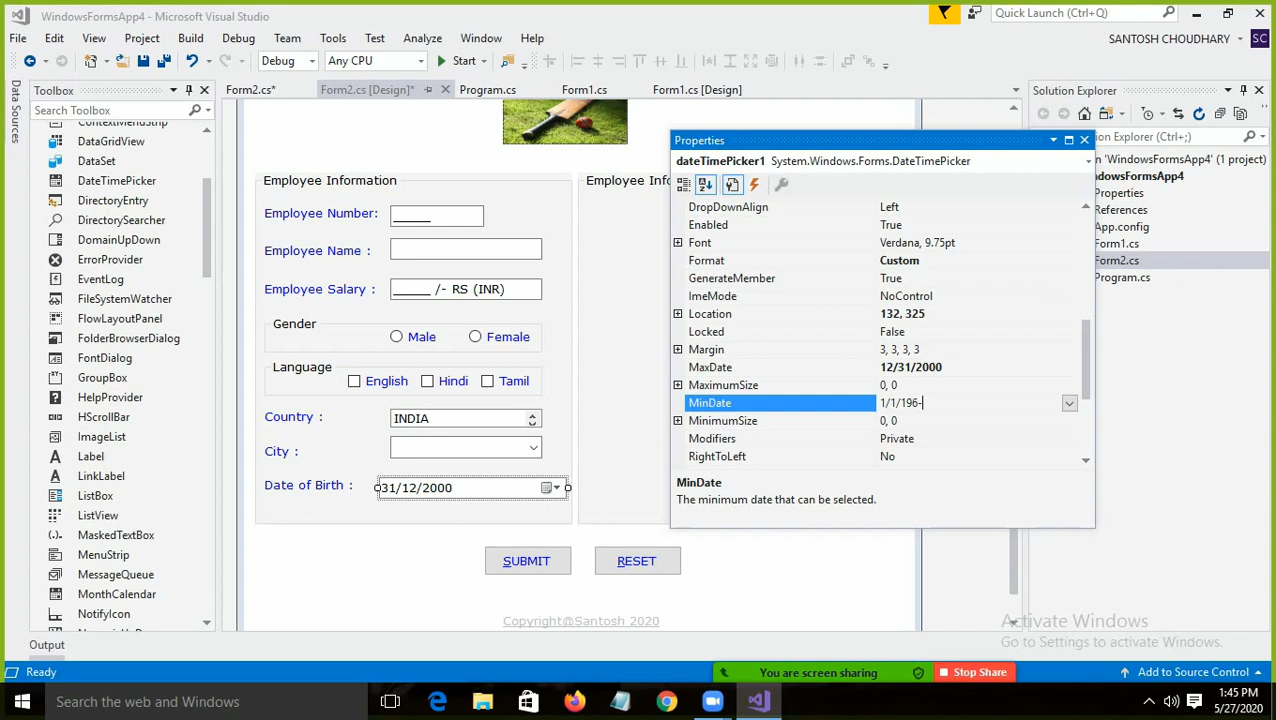 WindowsFormsApp4 - Microsoft Visual Studio
Quick Launch (Ctrl+Q)
File Edit View Project Build Debug Team Tools Test Analyze Window Help
SANTOSH CHOUDHARY SC
Debug Any CPU Start
Data Sources
Toolbox
Form2.cs* Form2.cs [Design]* Program.cs Form1.cs Form1.cs [Design]
Solution Explorer
Search Toolbox
DataGridView
DataSet
DateTimePicker
DirectoryEntry
DirectorySearcher
DomainUpDown
ErrorProvider
EventLog
FileSystemWatcher
FlowLayoutPanel
FolderBrowserDialog
FontDialog
GroupBox
HelpProvider
HScrollBar
ImageList
Label
LinkLabel
ListBox
ListView
MaskedTextBox
MenuStrip
MessageQueue
MonthCalendar
NotifyIcon
Employee Information
Employee Number: ______
Employee Name :
Employee Salary : ______ /- RS (INR)
Gender
Male Female
Language
English Hindi Tamil
Country : INDIA
City :
Date of Birth : 31/12/2000
Employee Info
SUBMIT RESET
Copyright@Santosh 2020
Properties
dateTimePicker1 System.Windows.Forms.DateTimePicker
DropDownAlign Left
Enabled True
Font Verdana, 9.75pt
Format Custom
GenerateMember True
ImeMode NoControl
Location 132, 325
Locked False
Margin 3, 3, 3, 3
MaxDate 12/31/2000
MaximumSize 0, 0
MinDate 1/1/196-
MinimumSize 0, 0
Modifiers Private
RightToLeft No
MinDate
The minimum date that can be selected.
Explorer (Ctrl+;)
'WindowsFormsApp4' (1 project)
dowsFormsApp4
Properties
References
App.config
Form1.cs
Form2.cs
Program.cs
Activate Windows
Go to Settings to activate Windows.
Output
Ready
You are screen sharing Stop Share
Add to Source Control
Search the web and Windows
1:45 PM
5/27/2020